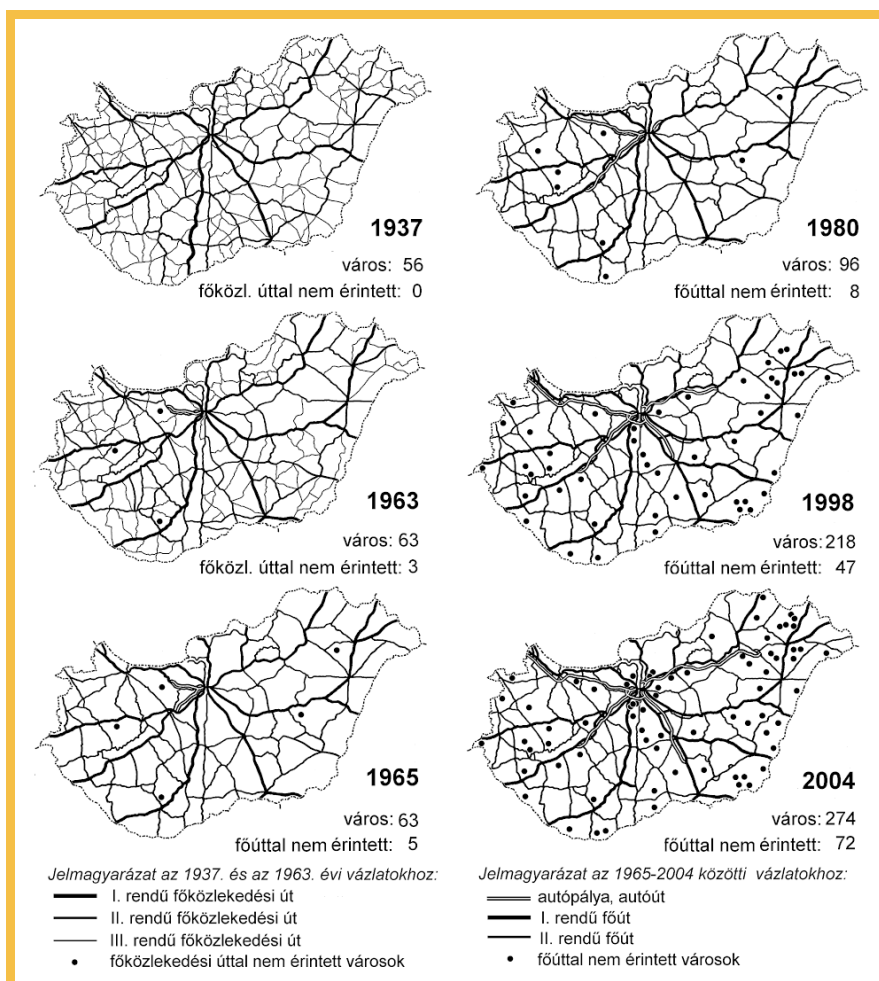 1937
város: 56
főközl. úttal nem érintett: 0
1963
város: 63
főközl. úttal nem érintett: 3
1965
város: 63
főúttal nem érintett: 5
Jelmagyarázat az 1937. és az 1963. évi vázlatokhoz:
I. rendű főközlekedési út
II. rendű főközlekedési út
III. rendű főközlekedési út
főközlekedési úttal nem érintett városok
1980
város: 96
főúttal nem érintett: 8
1998
város: 218
főúttal nem érintett: 47
2004
város: 274
főúttal nem érintett: 72
Jelmagyarázat az 1965-2004 közötti vázlatokhoz:
autópálya, autóút
I. rendű főút
II. rendű főút
főúttal nem érintett városok